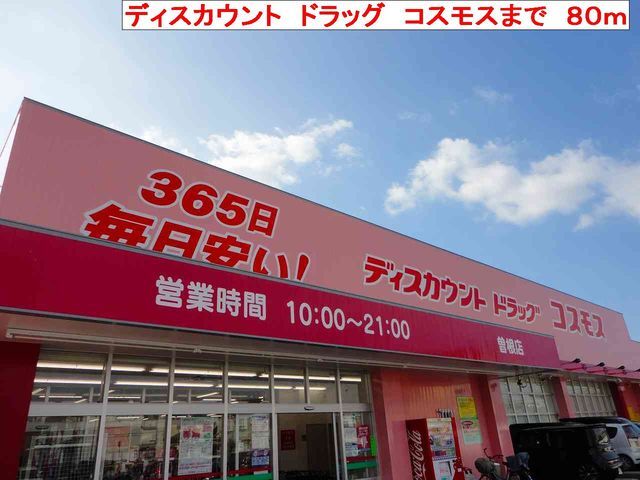 ディスカウント ドラッグ コスモスまで 80m
365日
毎日安い!
ディスカウント ドラッグ コスモス
営業時間 10:00～21:00
曽根店
Coca-Cola